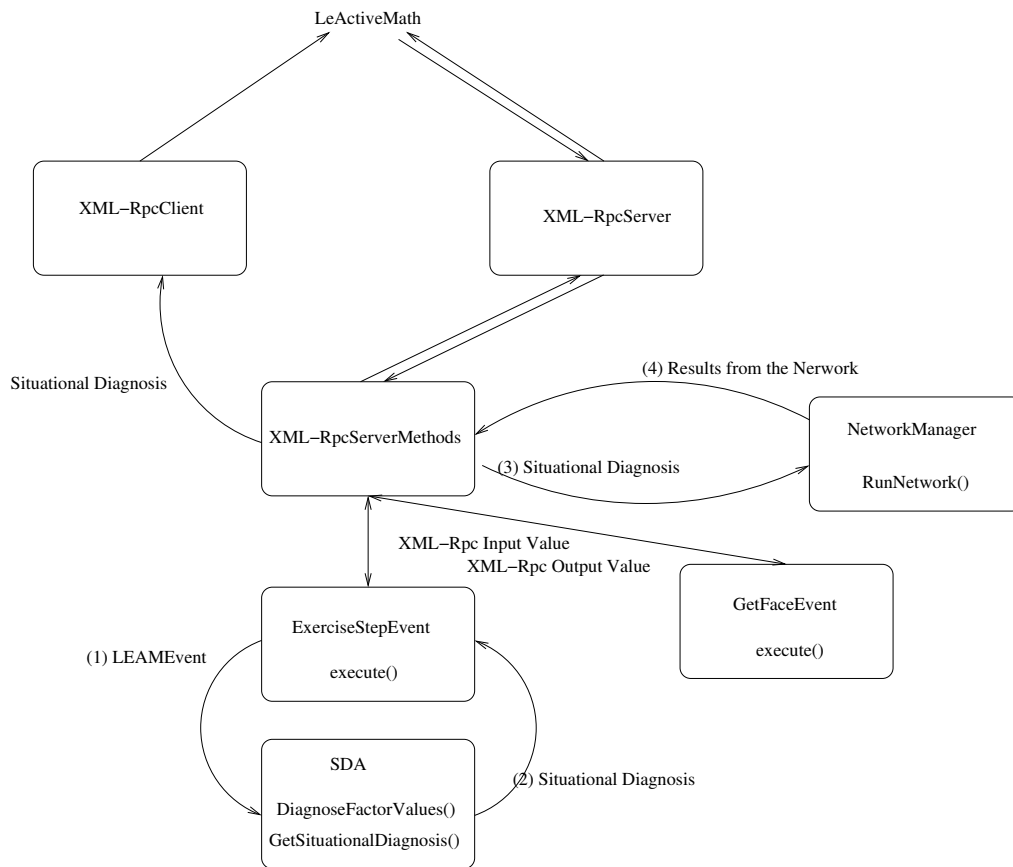 LeActiveMath
XML−RpcClient
XML−RpcServer
(4) Results from the Nerwork
Situational Diagnosis
XML−RpcServerMethods
NetworkManager
(3) Situational Diagnosis
RunNetwork()
XML−Rpc Input Value
XML−Rpc Output Value
GetFaceEvent
ExerciseStepEvent
(1) LEAMEvent
execute()
execute()
SDA
(2) Situational Diagnosis
DiagnoseFactorValues()
GetSituationalDiagnosis()